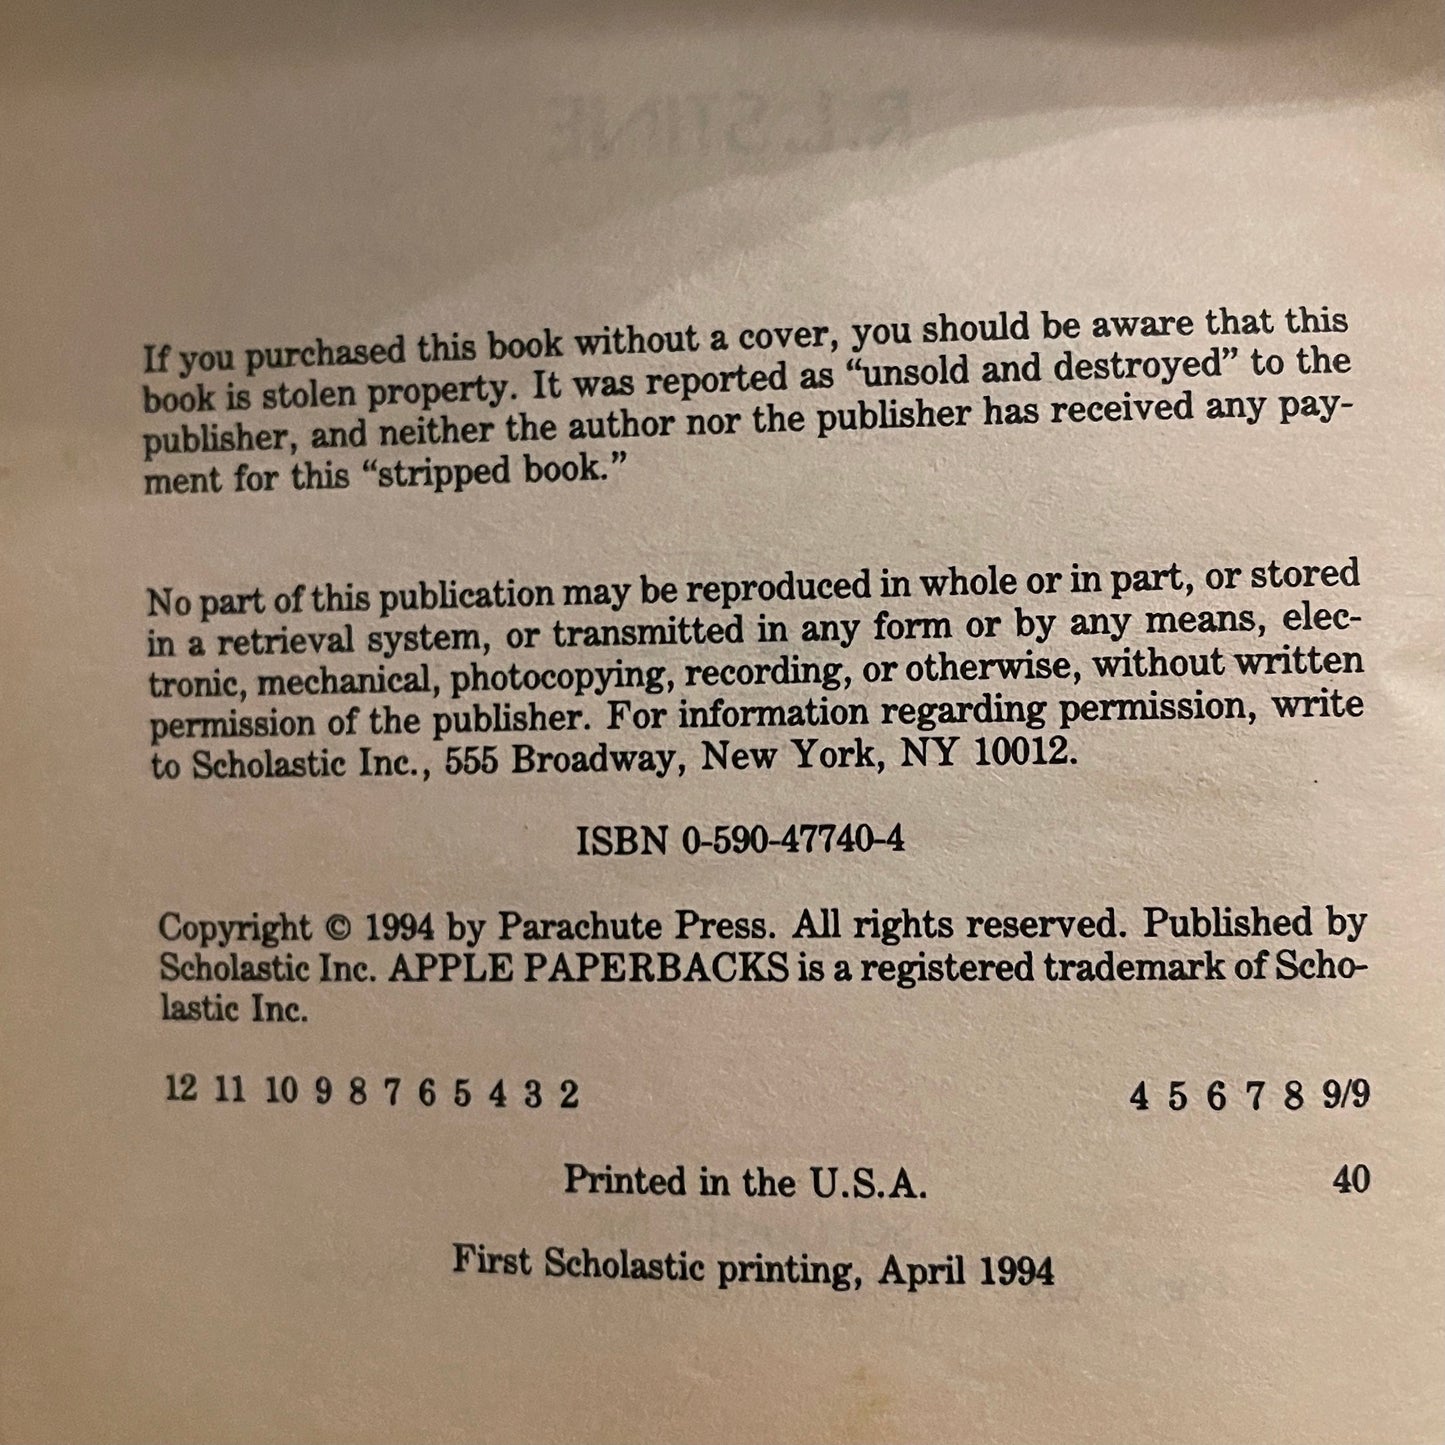 R.L. STINE
If you purchased this book without a cover, you should be aware that this
book is stolen property. It was reported as “unsold and destroyed” to the
publisher, and neither the author nor the publisher has received any pay-
ment for this “stripped book.”
No part of this publication may be reproduced in whole or in part, or stored
in a retrieval system, or transmitted in any form or by any means, elec-
tronic, mechanical, photocopying, recording, or otherwise, without written
permission of the publisher. For information regarding permission, write
to Scholastic Inc., 555 Broadway, New York, NY 10012.
ISBN 0-590-47740-4
Copyright © 1994 by Parachute Press. All rights reserved. Published by
Scholastic Inc. APPLE PAPERBACKS is a registered trademark of Scho-
lastic Inc.
12 11 10 9 8 7 6 5 4 3 2 4 5 6 7 8 9/9
Printed in the U.S.A. 40
First Scholastic printing, April 1994